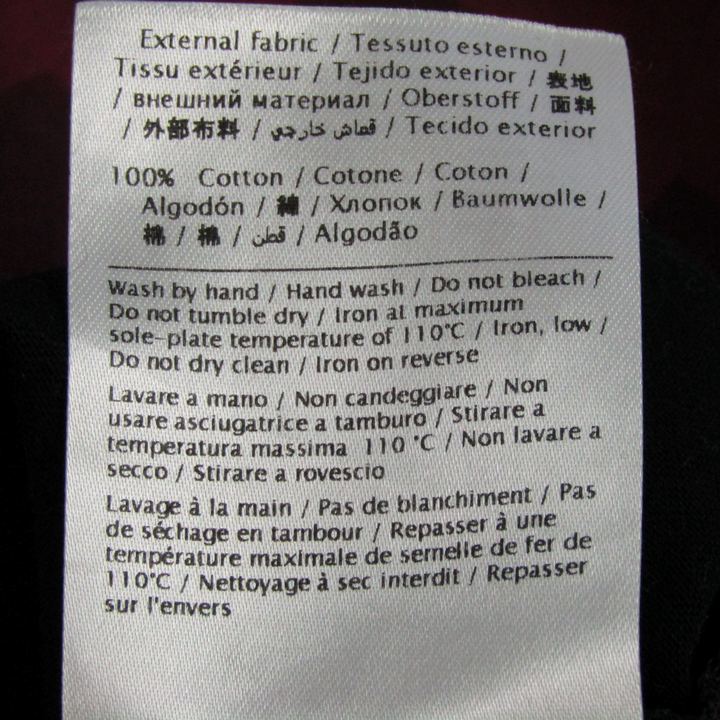 External fabric / Tessuto esterno /
Tissu extérieur / Tejido exterior / 表地
/ внешний материал / Oberstoff / 面料
/ 外部布料 / قماش خارجي / Tecido exterior
100% Cotton / Cotone / Coton /
Algodón / 綿 / Хлопок / Baumwolle /
棉 / 棉 / قطن / Algodão
Wash by hand / Hand wash / Do not bleach /
Do not tumble dry / Iron at maximum
sole-plate temperature of 110°C / Iron, low /
Do not dry clean / Iron on reverse
Lavare a mano / Non candeggiare / Non
usare asciugatrice a tamburo / Stirare a
temperatura massima 110 °C / Non lavare a
secco / Stirare a rovescio
Lavage à la main / Pas de blanchiment / Pas
de séchage en tambour / Repasser à une
température maximale de semelle de fer de
110°C / Nettoyage à sec interdit / Repasser
sur l'envers